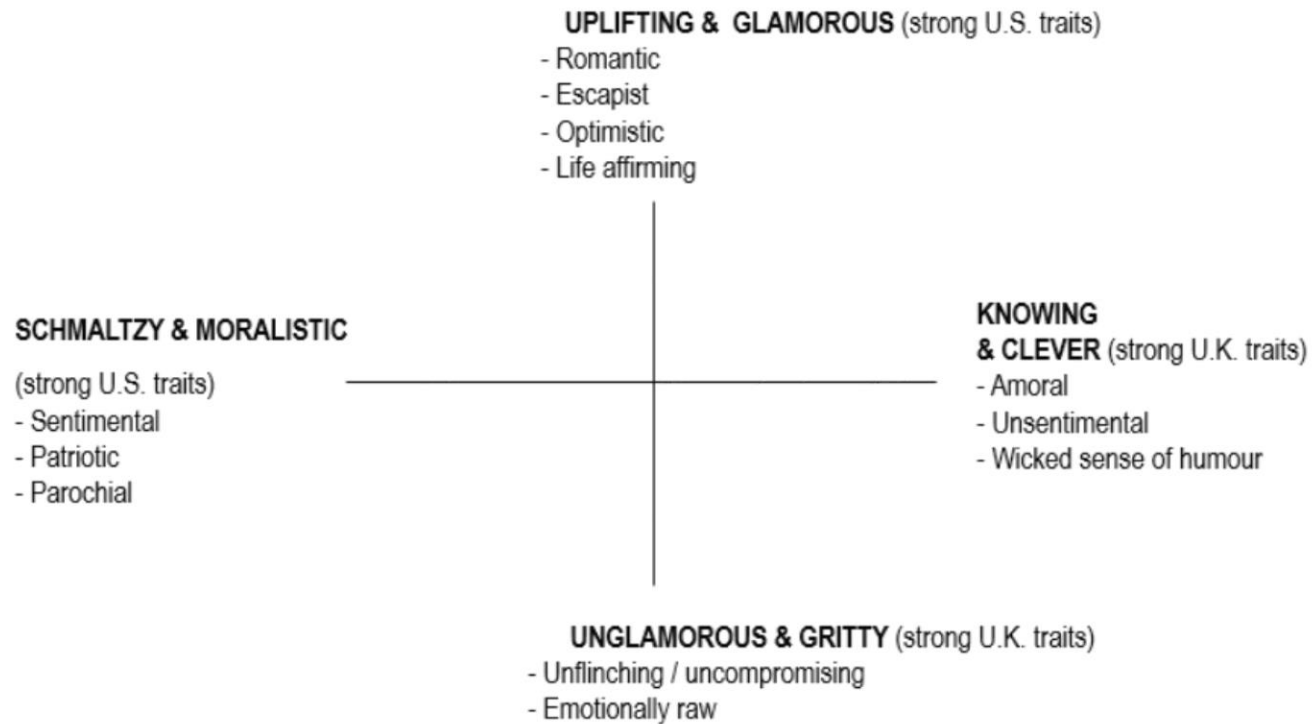 UPLIFTING & GLAMOROUS (strong U.S. traits)
- Romantic
- Escapist
- Optimistic
- Life affirming
SCHMALTZY & MORALISTIC
(strong U.S. traits)
- Sentimental
- Patriotic
- Parochial
KNOWING
& CLEVER (strong U.K. traits)
- Amoral
- Unsentimental
- Wicked sense of humour
UNGLAMOROUS & GRITTY (strong U.K. traits)
- Unflinching / uncompromising
- Emotionally raw